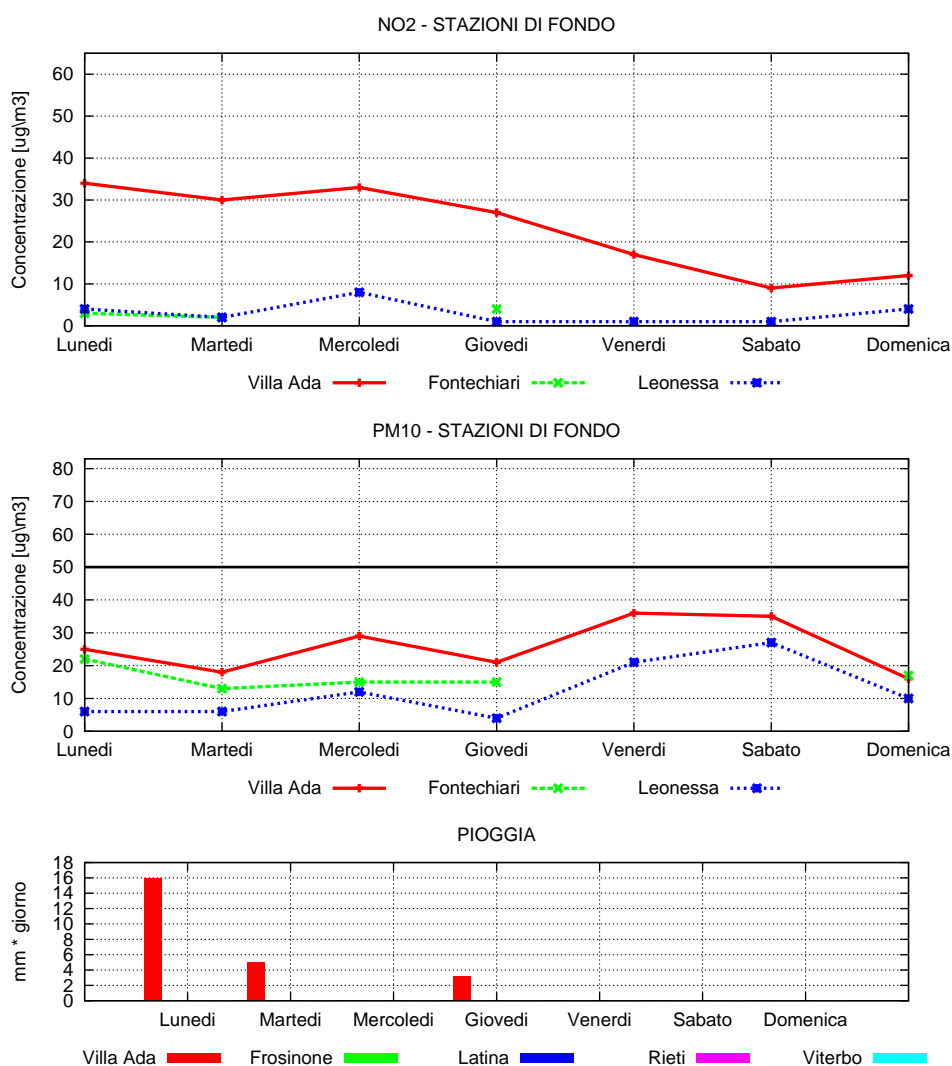 NO2 - STAZIONI DI FONDO
Concentrazione [ug\m3]
60
50
40
30
20
10
0
Lunedi Martedi Mercoledi Giovedi Venerdi Sabato Domenica
Villa Ada Fontechiari Leonessa
PM10 - STAZIONI DI FONDO
Concentrazione [ug\m3]
80
70
60
50
40
30
20
10
0
Lunedi Martedi Mercoledi Giovedi Venerdi Sabato Domenica
Villa Ada Fontechiari Leonessa
PIOGGIA
mm * giorno
18
16
14
12
10
8
6
4
2
0
Lunedi Martedi Mercoledi Giovedi Venerdi Sabato Domenica
Villa Ada Frosinone Latina Rieti Viterbo